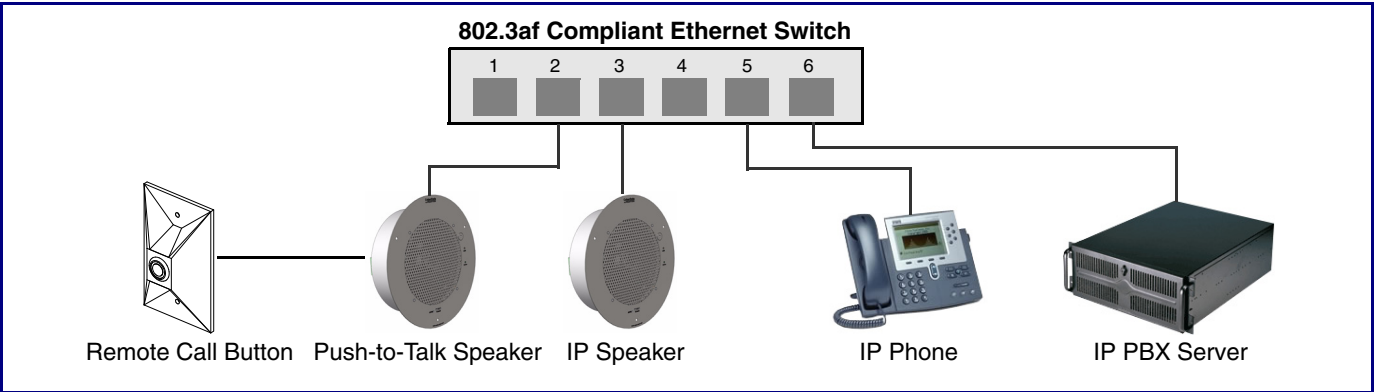 802.3af Compliant Ethernet Switch
1 2 3 4 5 6
Remote Call Button Push-to-Talk Speaker IP Speaker IP Phone IP PBX Server